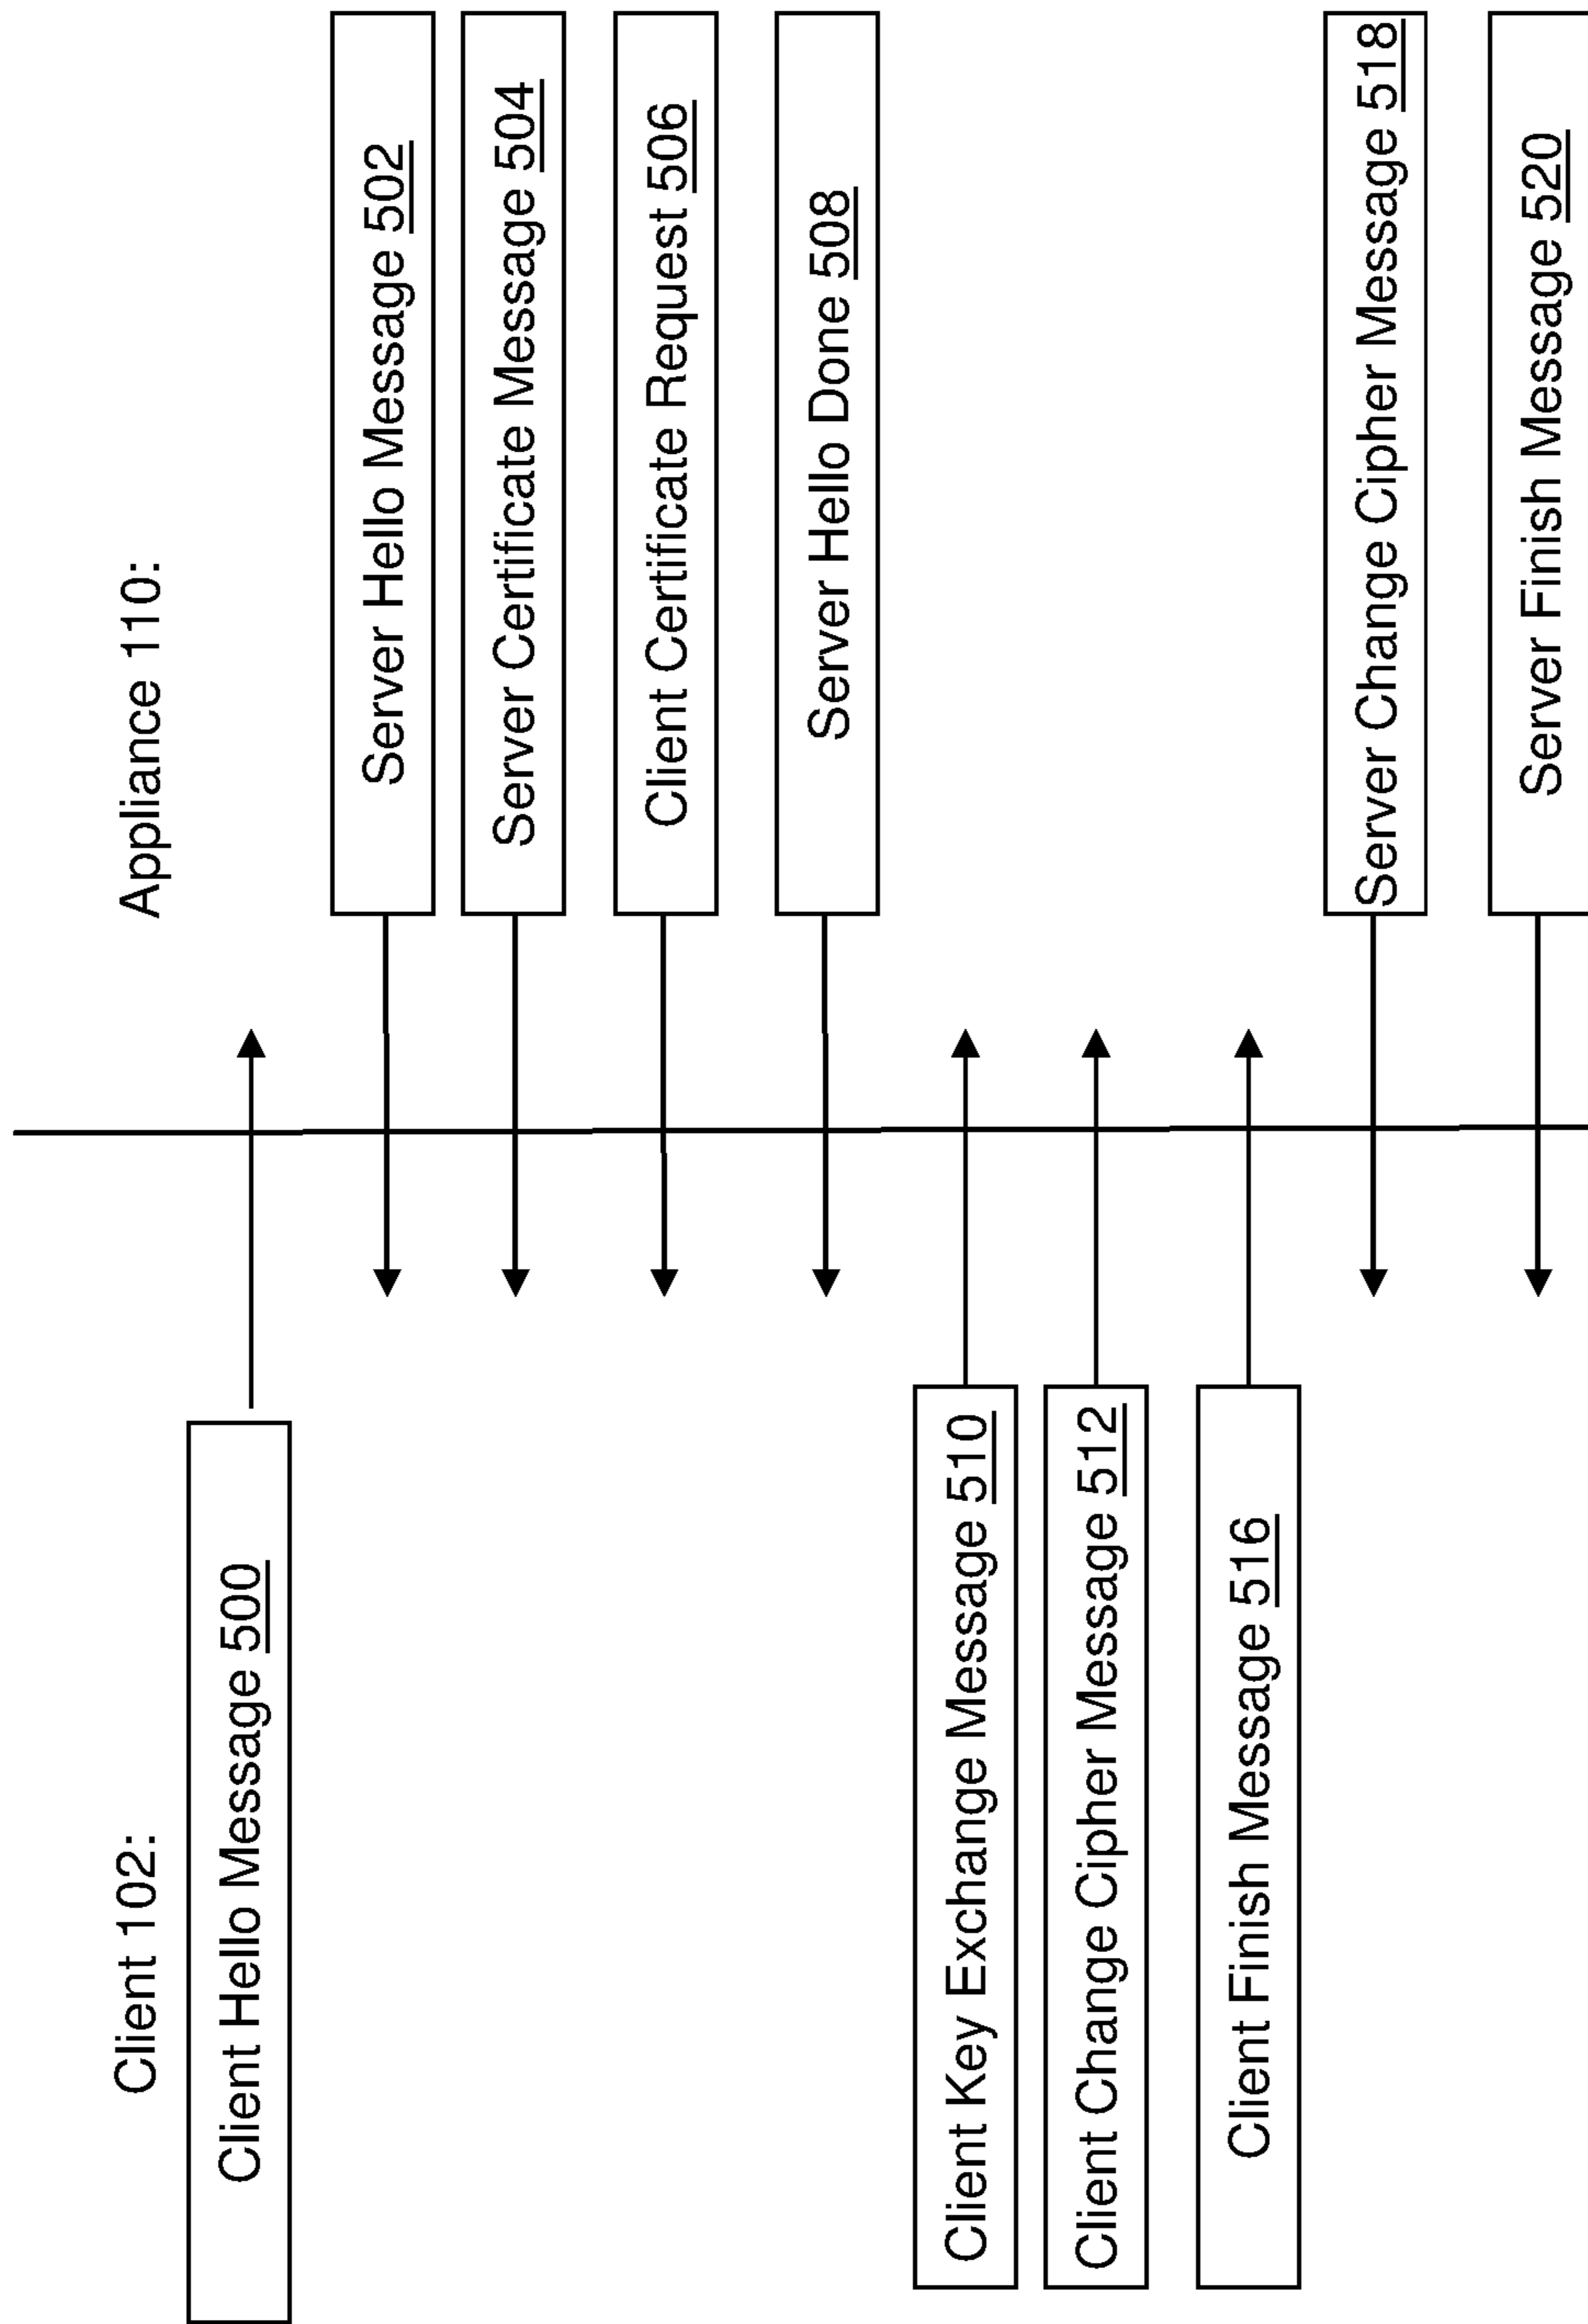 Client 102:
Appliance 110:
Client Hello Message 500
Server Hello Message 502
Server Certificate Message 504
Client Certificate Request 506
Server Hello Done 508
Client Key Exchange Message 510
Client Change Cipher Message 512
Client Finish Message 516
Server Change Cipher Message 518
Server Finish Message 520